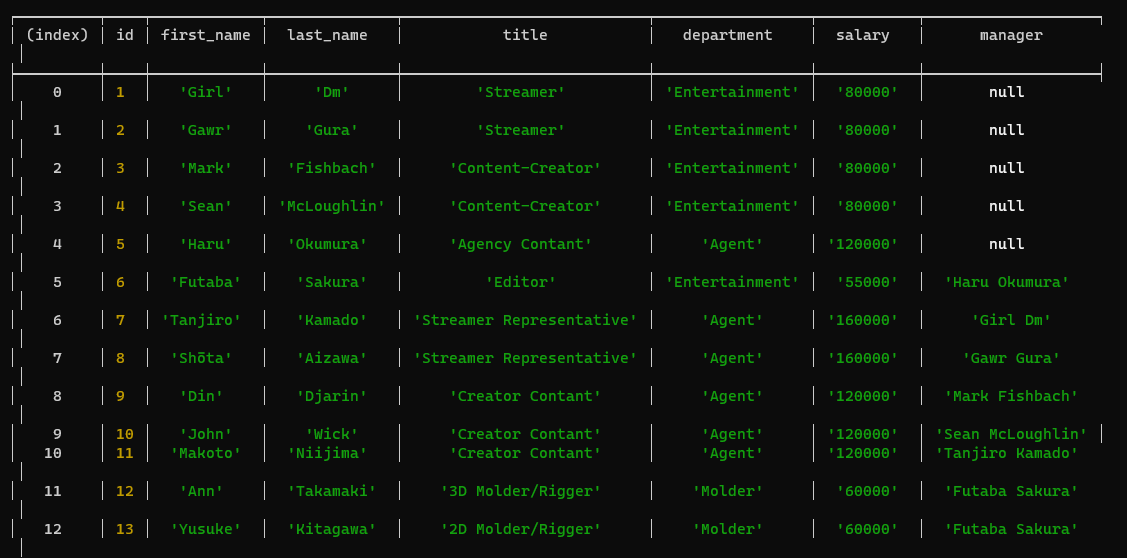 (index) id first_name last_name title department salary manager
0 1 'Girl' 'Dm' 'Streamer' 'Entertainment' '80000' null
1 2 'Gawr' 'Gura' 'Streamer' 'Entertainment' '80000' null
2 3 'Mark' 'Fishbach' 'Content-Creator' 'Entertainment' '80000' null
3 4 'Sean' 'McLoughlin' 'Content-Creator' 'Entertainment' '80000' null
4 5 'Haru' 'Okumura' 'Agency Contant' 'Agent' '120000' null
5 6 'Futaba' 'Sakura' 'Editor' 'Entertainment' '55000' 'Haru Okumura'
6 7 'Tanjiro' 'Kamado' 'Streamer Representative' 'Agent' '160000' 'Girl Dm'
7 8 'Shōta' 'Aizawa' 'Streamer Representative' 'Agent' '160000' 'Gawr Gura'
8 9 'Din' 'Djarin' 'Creator Contant' 'Agent' '120000' 'Mark Fishbach'
9 10 'John' 'Wick' 'Creator Contant' 'Agent' '120000' 'Sean McLoughlin'
10 11 'Makoto' 'Niijima' 'Creator Contant' 'Agent' '120000' 'Tanjiro Kamado'
11 12 'Ann' 'Takamaki' '3D Molder/Rigger' 'Molder' '60000' 'Futaba Sakura'
12 13 'Yusuke' 'Kitagawa' '2D Molder/Rigger' 'Molder' '60000' 'Futaba Sakura'